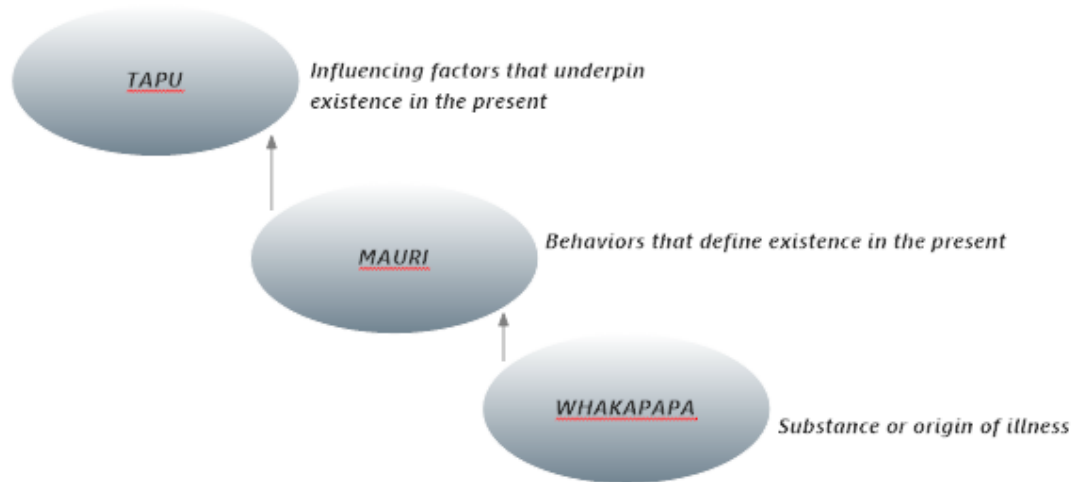 TAPU
Influencing factors that underpin
existence in the present
MAURI
Behaviors that define existence in the present
WHAKAPAPA
Substance or origin of illness